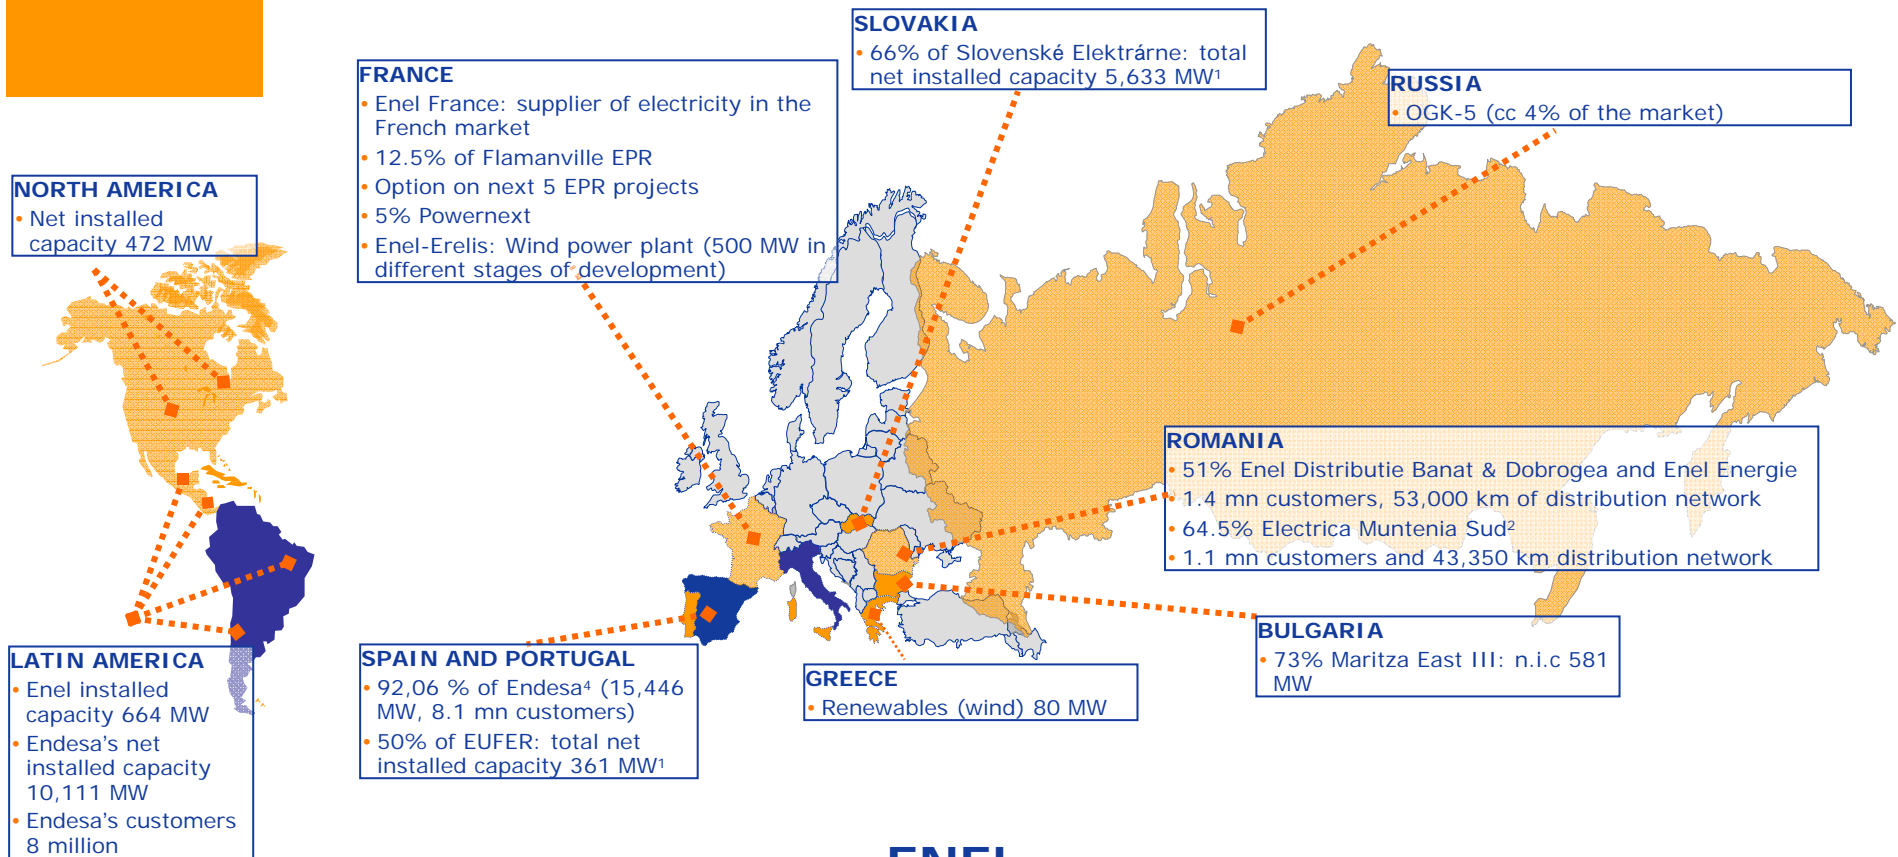 SLOVAKIA
• 66% of Slovenské Elektrárne: total
net installed capacity 5,633 MW¹
FRANCE
• Enel France: supplier of electricity in the
French market
• 12.5% of Flamanville EPR
• Option on next 5 EPR projects
• 5% Powernext
• Enel-Erelis: Wind power plant (500 MW in
different stages of development)
RUSSIA
• OGK-5 (cc 4% of the market)
NORTH AMERICA
• Net installed
capacity 472 MW
ROMANIA
• 51% Enel Distributie Banat & Dobrogea and Enel Energie
• 1.4 mn customers, 53,000 km of distribution network
• 64.5% Electrica Muntenia Sud²
• 1.1 mn customers and 43,350 km distribution network
BULGARIA
• 73% Maritza East III: n.i.c 581
MW
LATIN AMERICA
• Enel installed
capacity 664 MW
• Endesa’s net
installed capacity
10,111 MW
• Endesa’s customers
8 million
SPAIN AND PORTUGAL
• 92,06 % of Endesa⁴ (15,446
MW, 8.1 mn customers)
• 50% of EUFER: total net
installed capacity 361 MW¹
GREECE
• Renewables (wind) 80 MW
ENEL